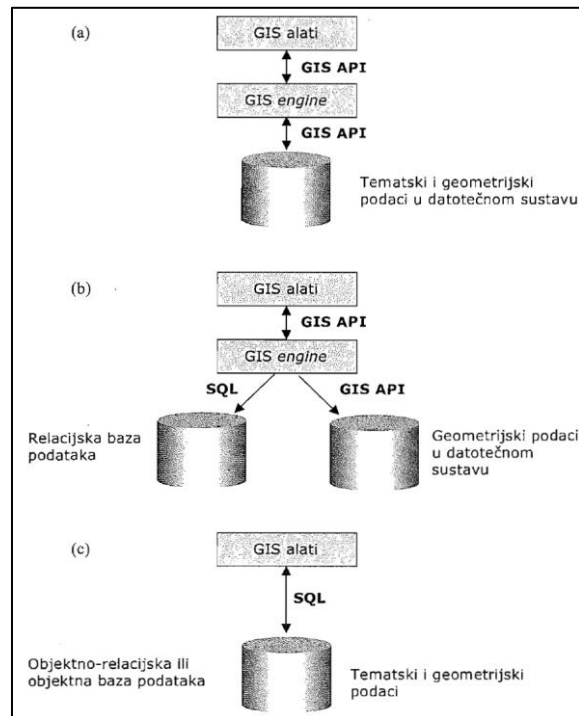 (a)
GIS alati
GIS API
GIS engine
GIS API
Tematski i geometrijski
podaci u datotečnom sustavu
(b)
GIS alati
GIS API
GIS engine
SQL
GIS API
Relacijska baza
podataka
Geometrijski podaci
u datotečnom
sustavu
(c)
GIS alati
SQL
Objektno-relacijska ili
objektna baza podataka
Tematski i geometrijski
podaci